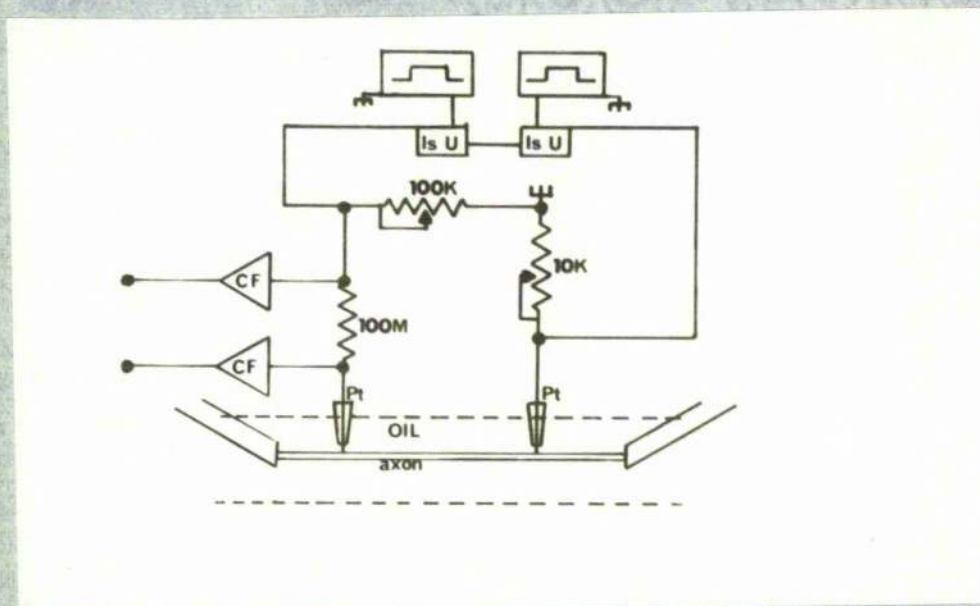 Is U Is U
100K
10K
CF
100M
CF
Pt Pt
OIL
axon